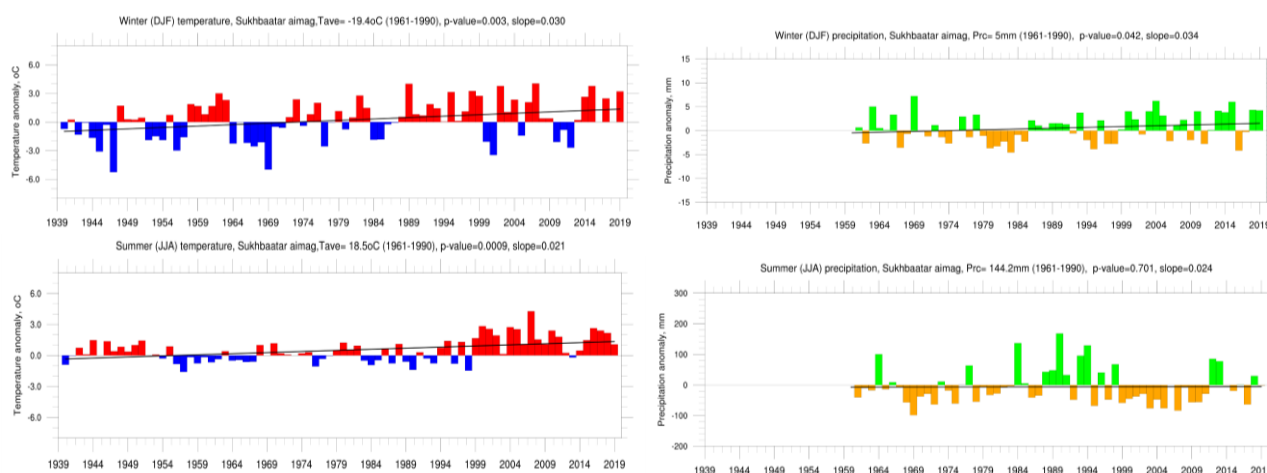 Winter (DJF) temperature, Sukhbaatar aimag,Tave= -19.4oC (1961-1990), p-value=0.003, slope=0.030
Temperature anomaly, oC
6.0
3.0
0.0
-3.0
-6.0
1939 1944 1949 1954 1959 1964 1969 1974 1979 1984 1989 1994 1999 2004 2009 2014 2019
Winter (DJF) precipitation, Sukhbaatar aimag, Prc= 5mm (1961-1990), p-value=0.042, slope=0.034
Precipitation anomaly, mm
15
10
5
0
-5
-10
-15
1939 1944 1949 1954 1959 1964 1969 1974 1979 1984 1989 1994 1999 2004 2009 2014 2019
Summer (JJA) temperature, Sukhbaatar aimag,Tave= 18.5oC (1961-1990), p-value=0.0009, slope=0.021
Temperature anomaly, oC
6.0
3.0
0.0
-3.0
-6.0
1939 1944 1949 1954 1959 1964 1969 1974 1979 1984 1989 1994 1999 2004 2009 2014 2019
Summer (JJA) precipitation, Sukhbaatar aimag, Prc= 144.2mm (1961-1990), p-value=0.701, slope=0.024
Precipitation anomaly, mm
300
200
100
0
-100
-200
1939 1944 1949 1954 1959 1964 1969 1974 1979 1984 1989 1994 1999 2004 2009 2014